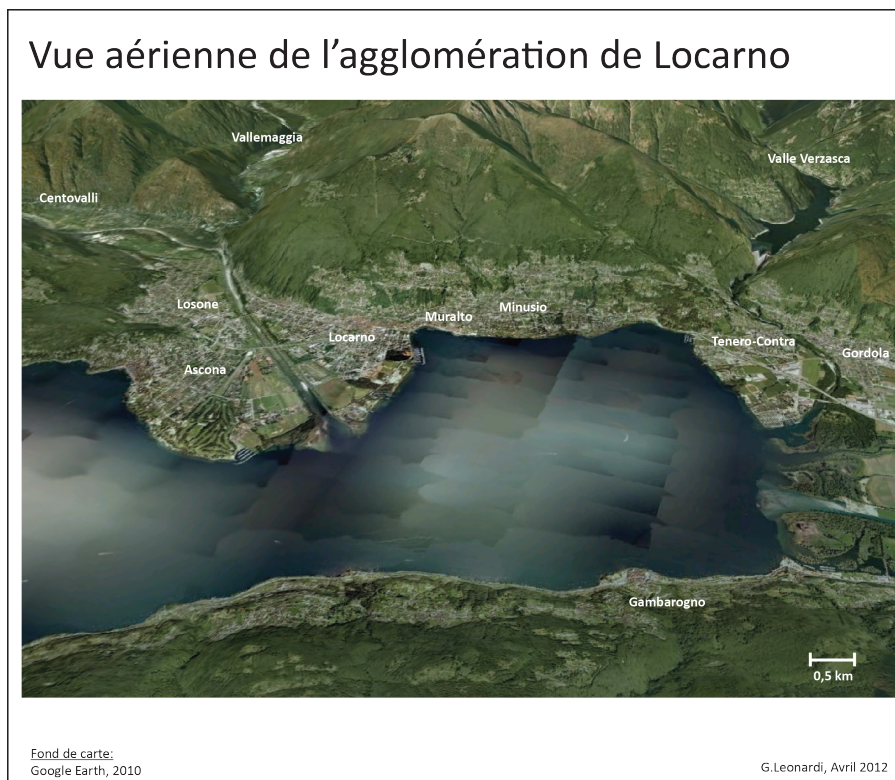 Vue aérienne de l'agglomération de Locarno
Vallemaggia
Valle Verzasca
Centovalli
Losone
Minusio
Muralto
Locarno
Tenero-Contra
Gordola
Ascona
Gambarogno
0,5 km
Fond de carte:
Google Earth, 2010
G.Leonardi, Avril 2012